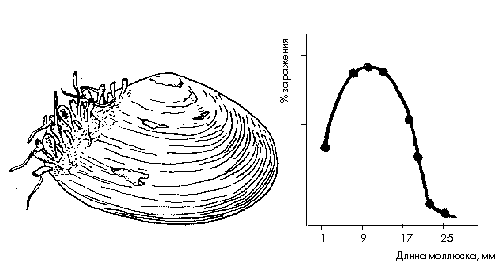 % заражения
1 9 17 25
Длина моллюска, мм